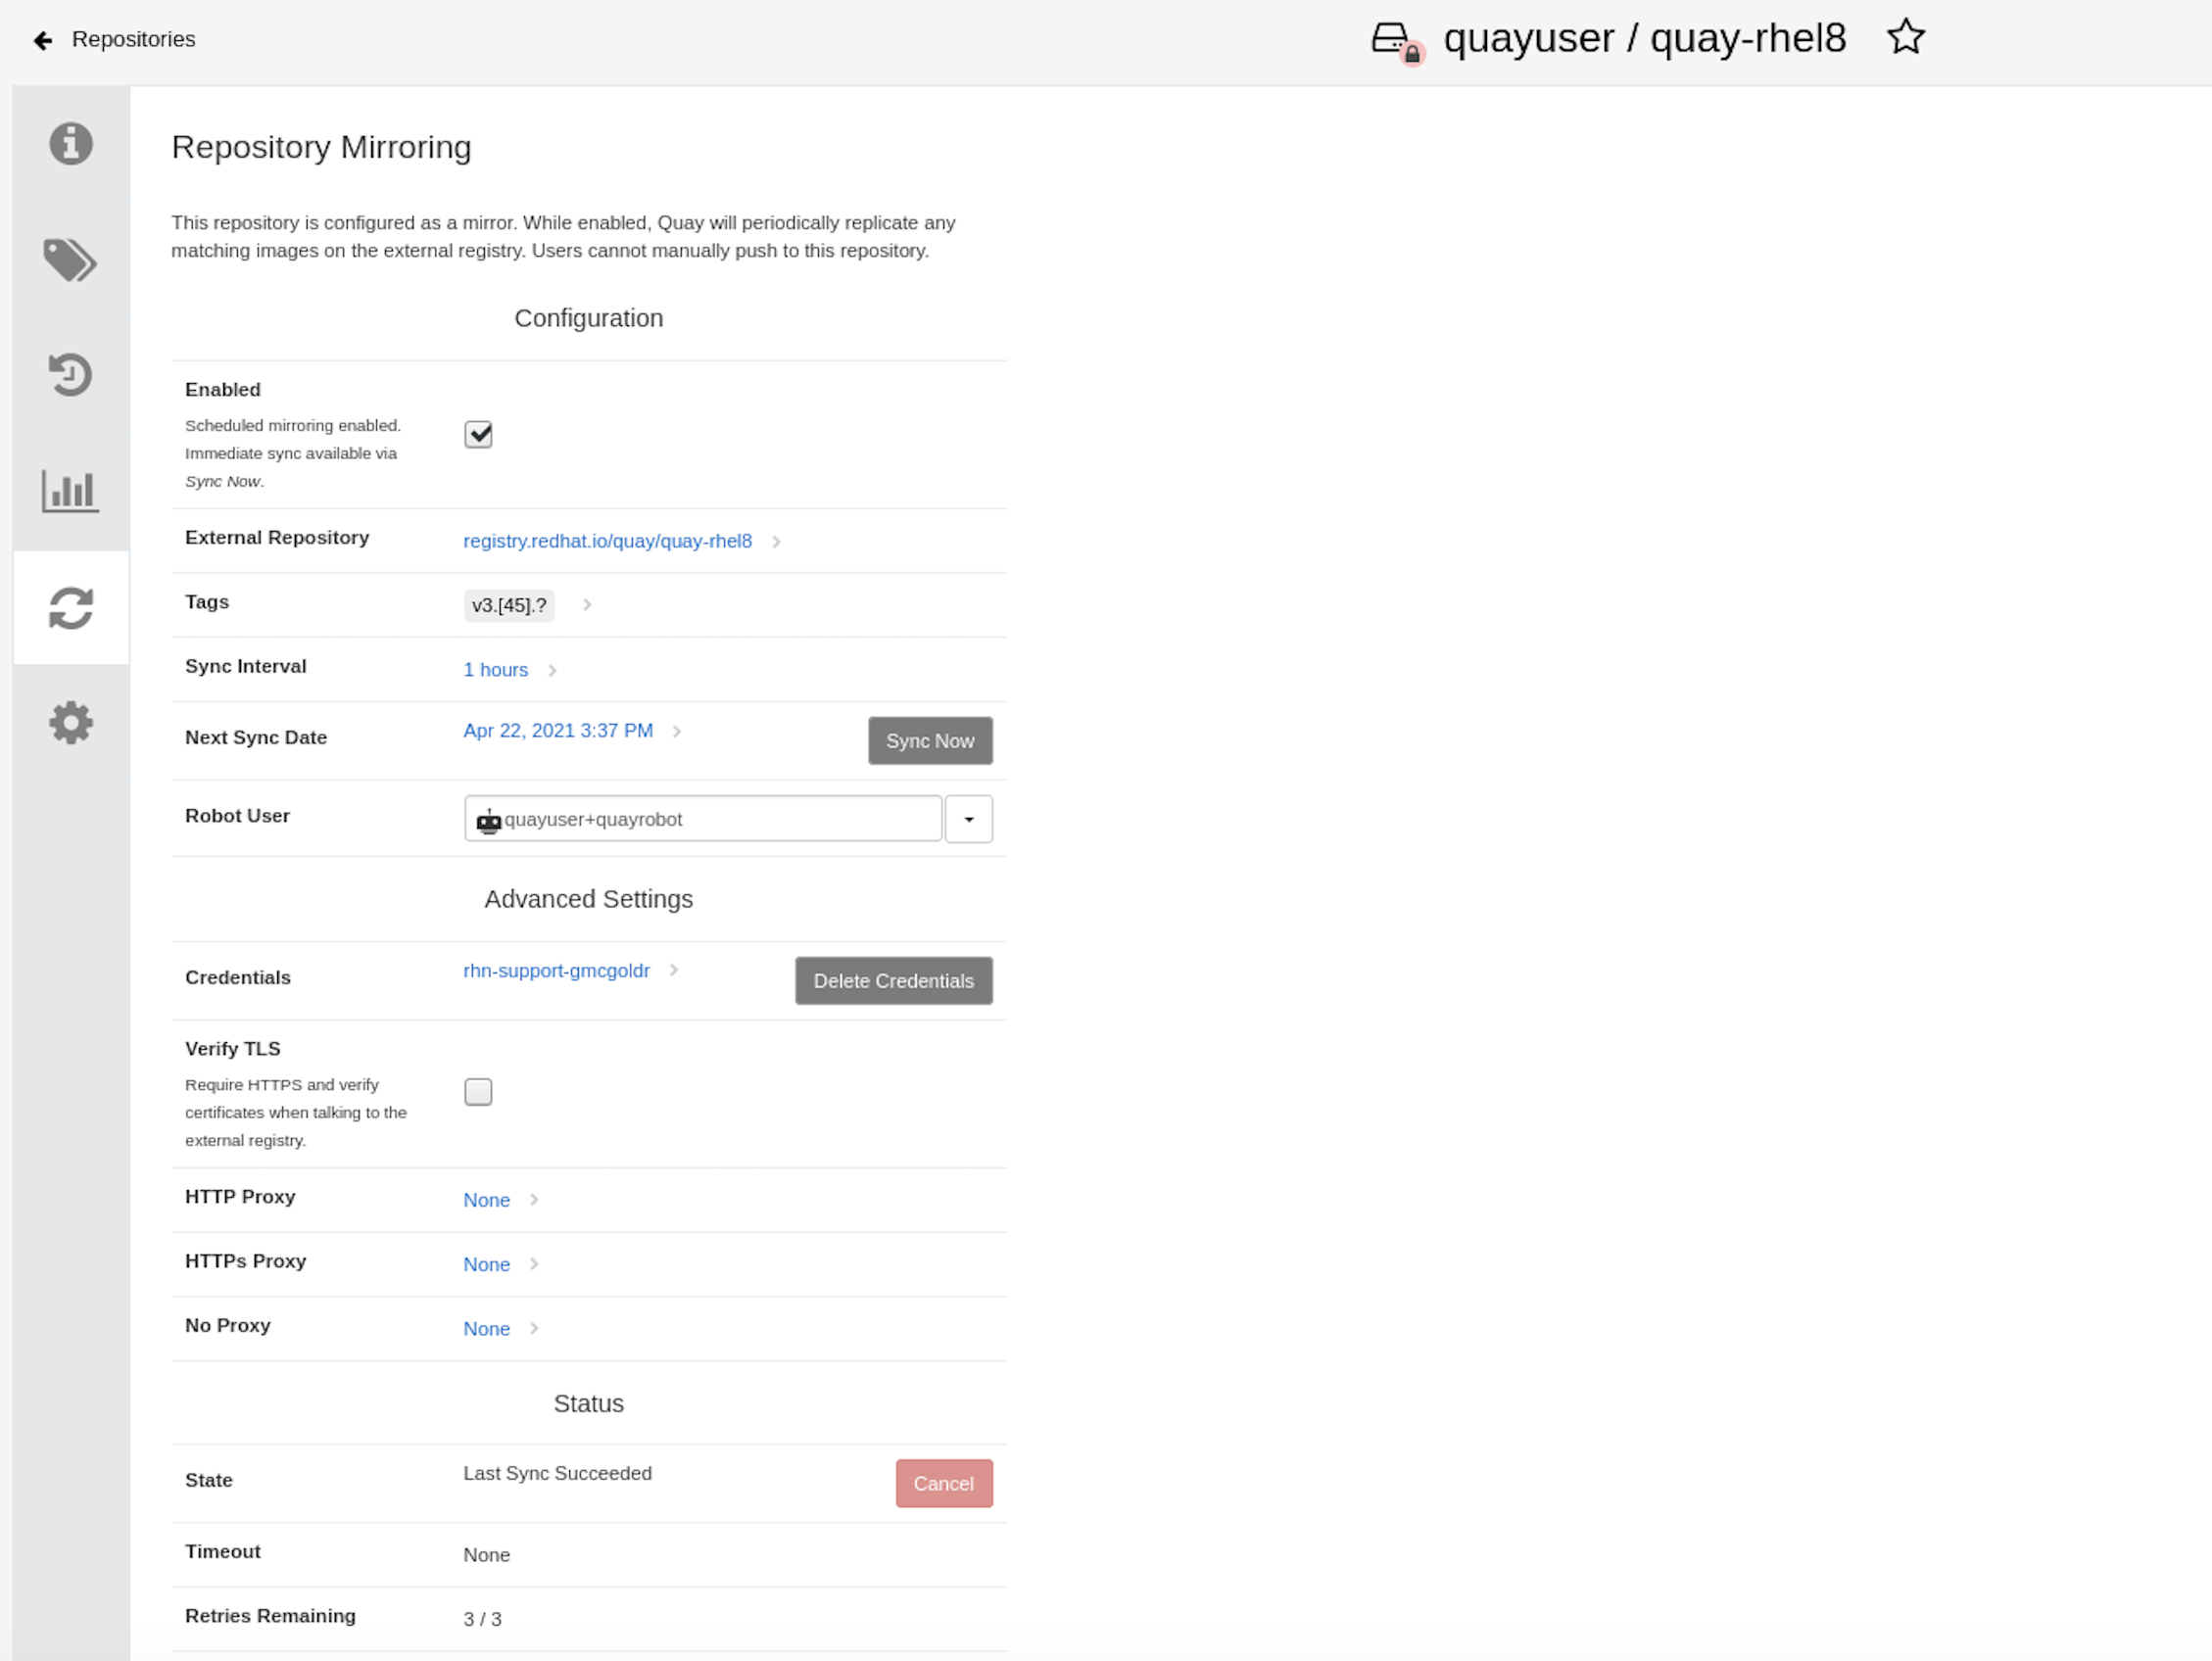 Repositories
quayuser / quay-rhel8
Repository Mirroring
This repository is configured as a mirror. While enabled, Quay will periodically replicate any
matching images on the external registry. Users cannot manually push to this repository.
Configuration
Enabled
Scheduled mirroring enabled.
Immediate sync available via
Sync Now.
External Repository
registry.redhat.io/quay/quay-rhel8
Tags
v3.[45].?
Sync Interval
1 hours
Next Sync Date
Apr 22, 2021 3:37 PM
Sync Now
Robot User
quayuser+quayrobot
Advanced Settings
Credentials
rhn-support-gmcgoldr
Delete Credentials
Verify TLS
Require HTTPS and verify
certificates when talking to the
external registry.
HTTP Proxy
None
HTTPs Proxy
None
No Proxy
None
Status
State
Last Sync Succeeded
Cancel
Timeout
None
Retries Remaining
3 / 3